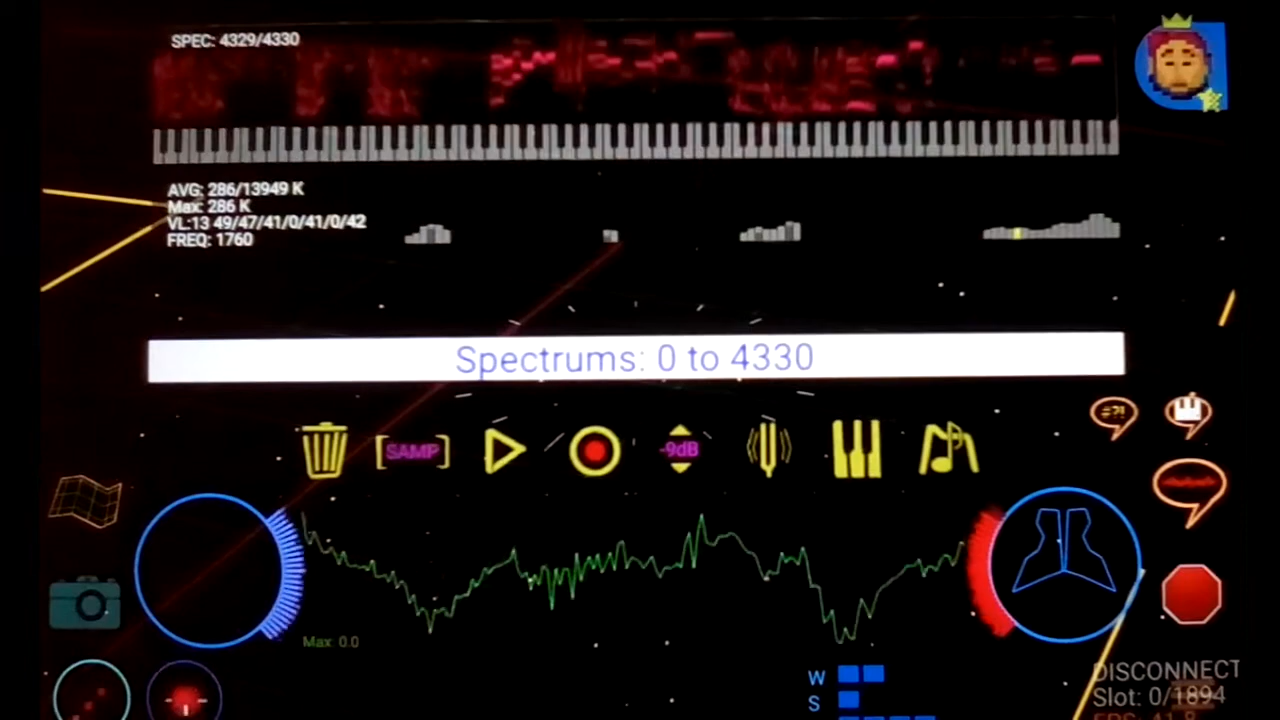 SPEC: 4329/4330
AVG: 286/13949 K
Max: 286 K
VL:13 49/47/41/0/41/0/42
FREQ: 1760
Spectrums: 0 to 4330
#?!
[SAMP]
-9dB
Max: 0.0
W
S
DISCONNECT
Slot: 0/1894